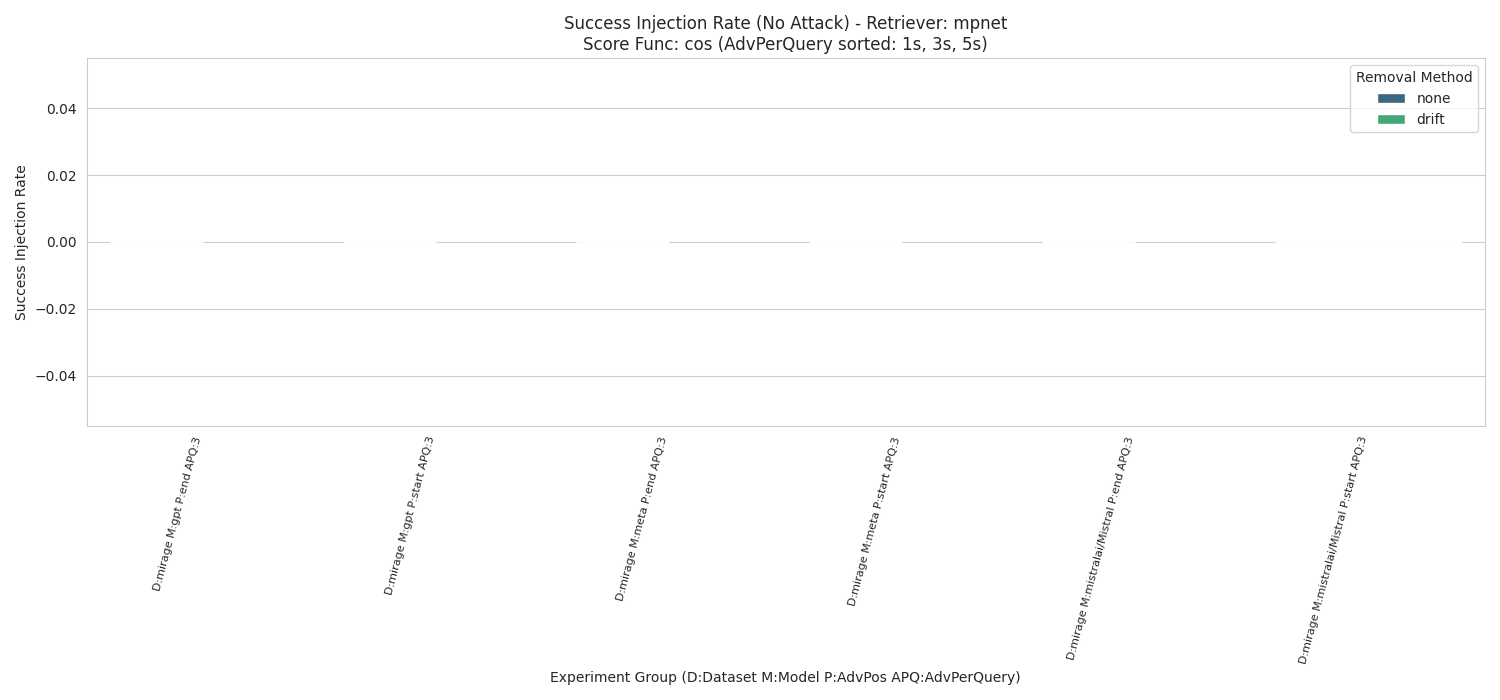 Success Injection Rate (No Attack) - Retriever: mpnet
Score Func: cos (AdvPerQuery sorted: 1s, 3s, 5s)
Removal Method
none
drift
Success Injection Rate
0.04
0.02
0.00
−0.02
−0.04
D:mirage M:gpt P:end APQ:3
D:mirage M:gpt P:start APQ:3
D:mirage M:meta P:end APQ:3
D:mirage M:meta P:start APQ:3
D:mirage M:mistralai/Mistral P:end APQ:3
D:mirage M:mistralai/Mistral P:start APQ:3
Experiment Group (D:Dataset M:Model P:AdvPos APQ:AdvPerQuery)